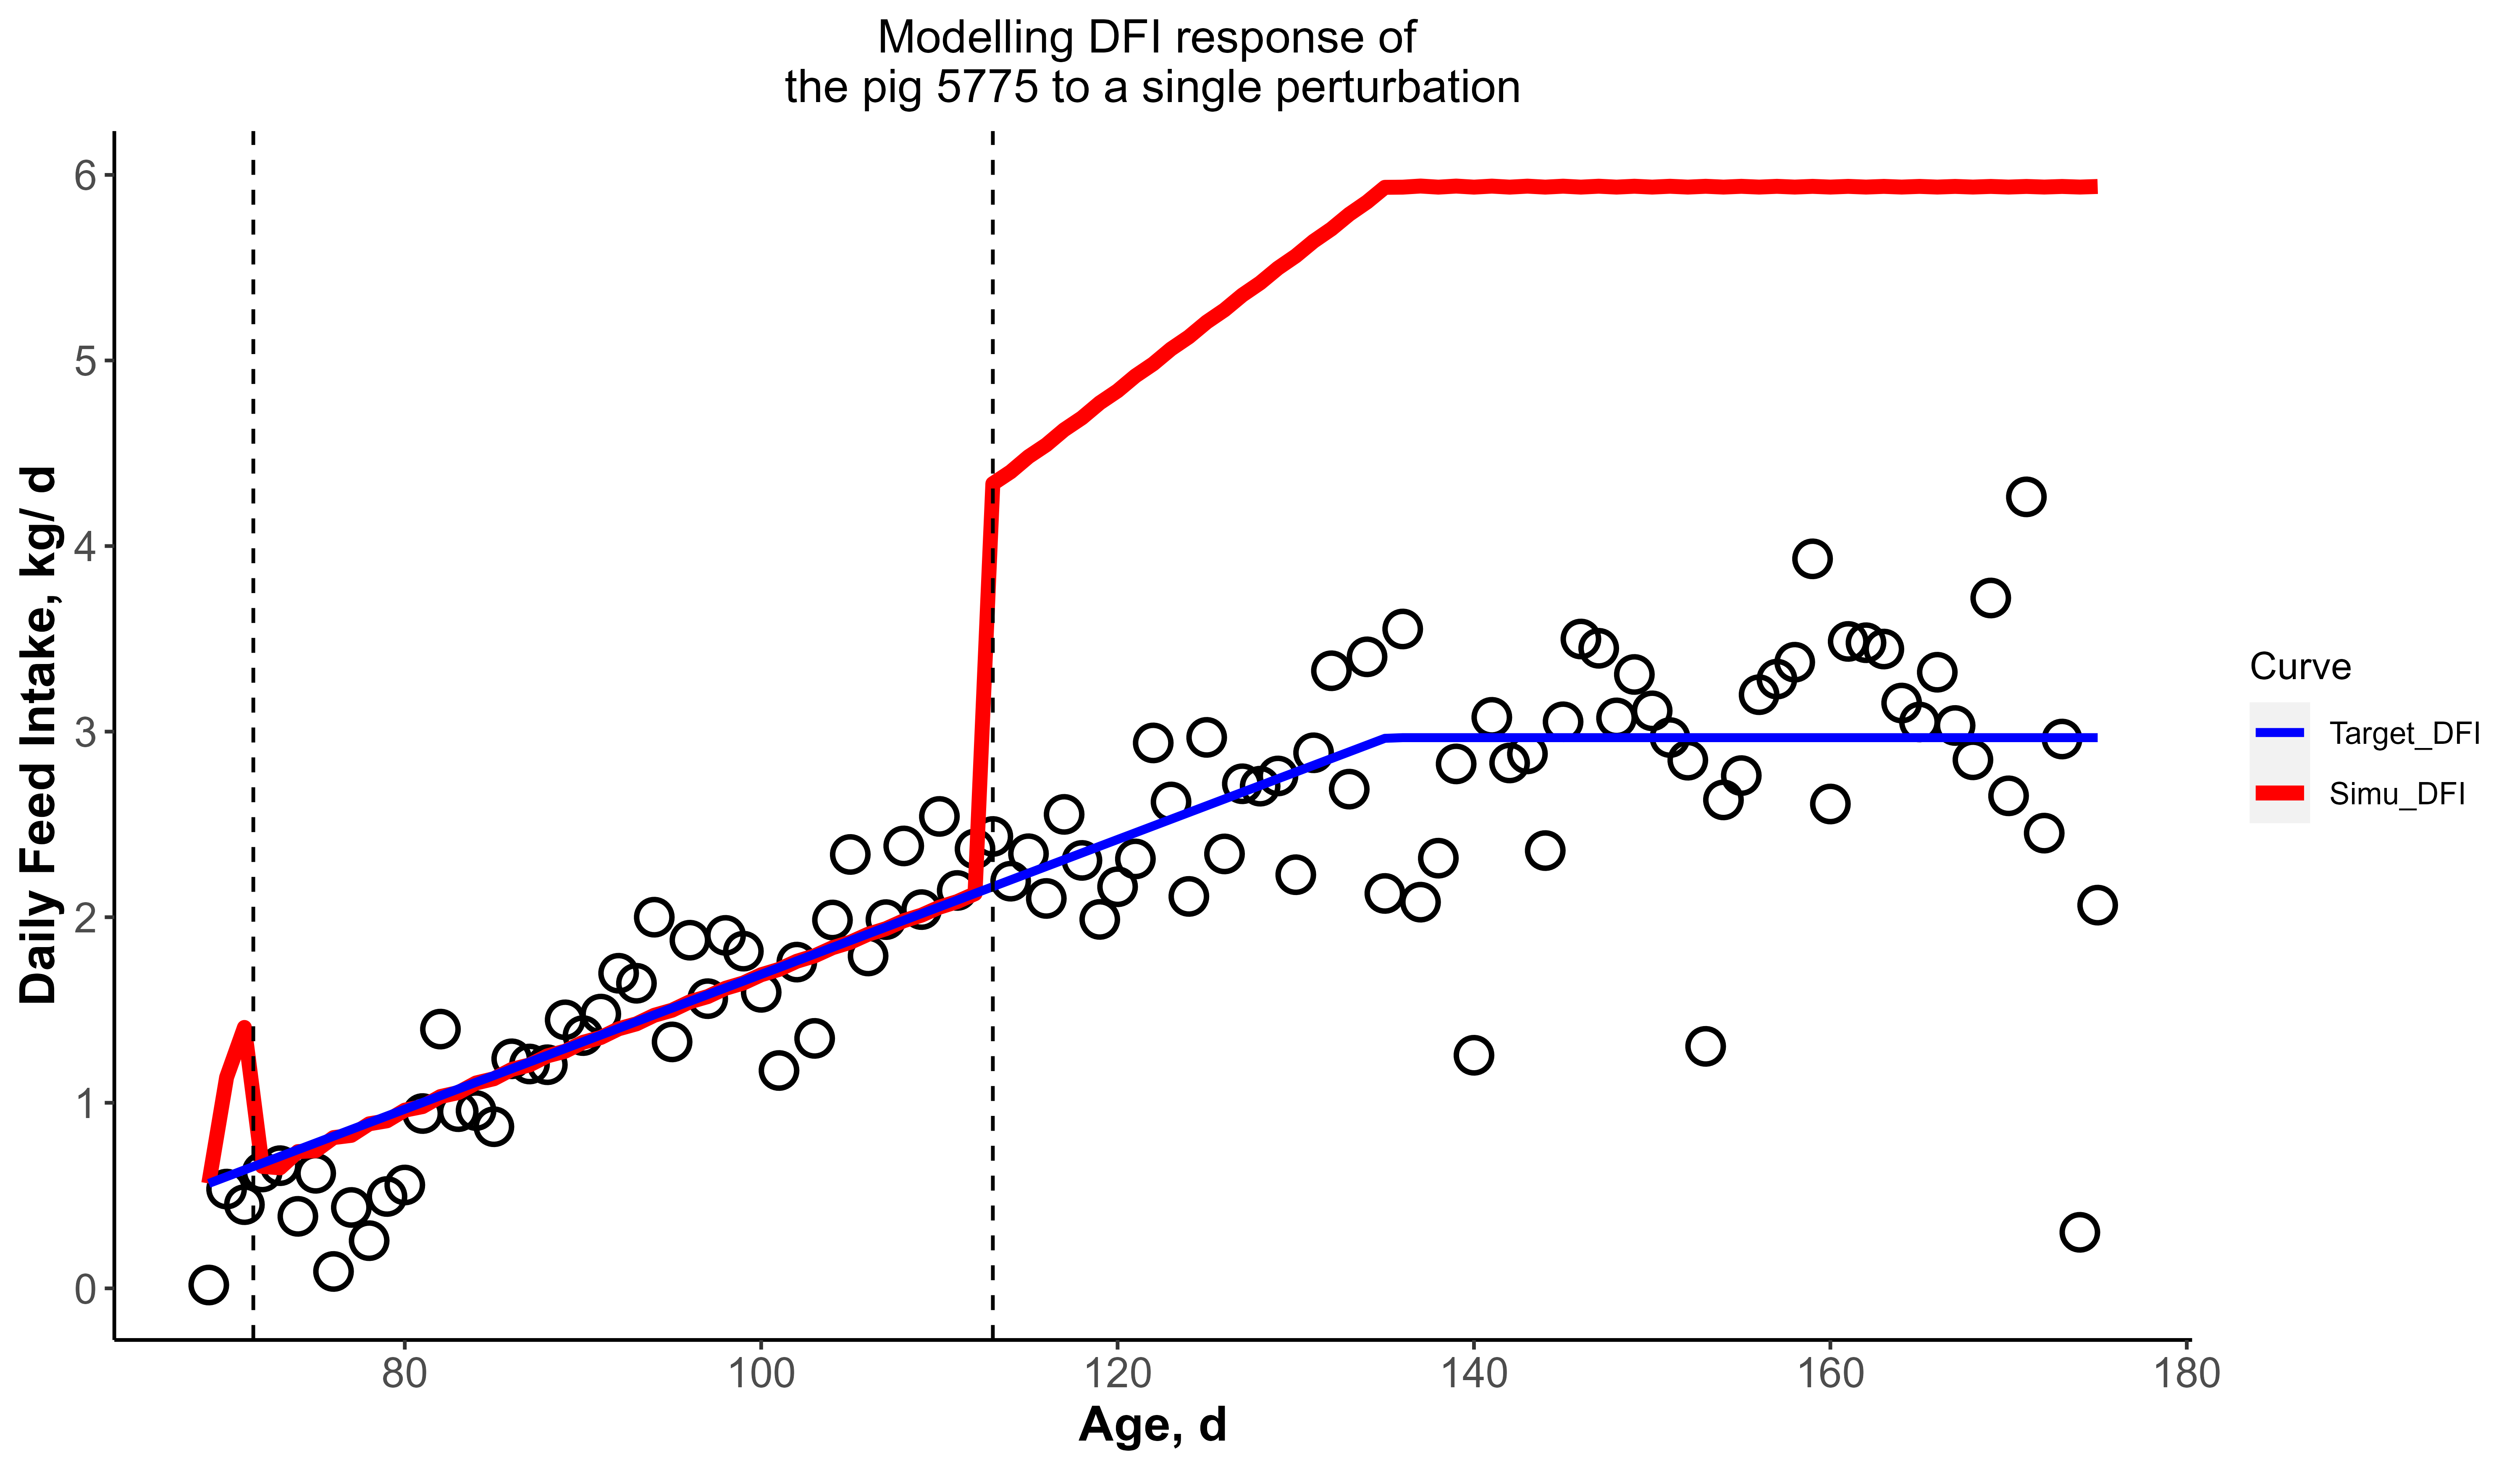 Modelling DFI response of
the pig 5775 to a single perturbation
Daily Feed Intake, kg/ d
6
5
4
3
2
1
0
80
100
120
140
160
180
Age, d
Curve
Target_DFI
Simu_DFI